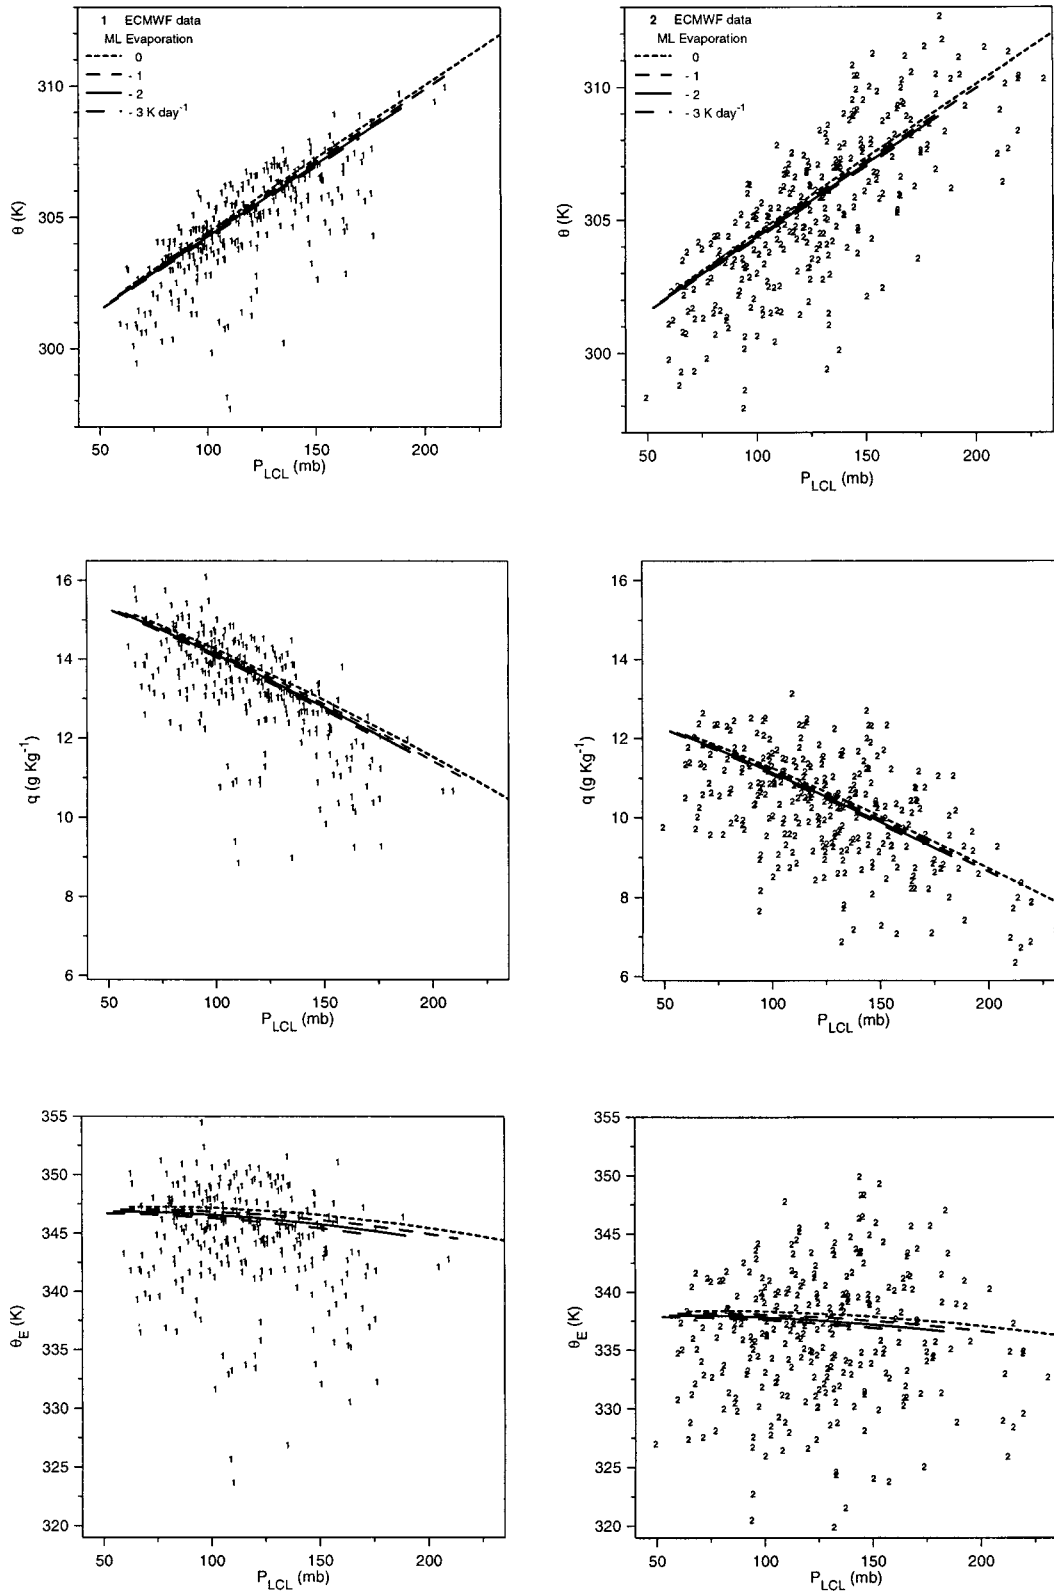 1 ECMWF data
ML Evaporation
0
- 1
- 2
- 3 K day⁻¹
310
305
300
θ (K)
50 100 150 200
P_LCL (mb)
2 ECMWF data
ML Evaporation
0
- 1
- 2
- 3 K day⁻¹
310
305
300
θ (K)
50 100 150 200
P_LCL (mb)
16
14
12
10
8
6
q (g Kg⁻¹)
50 100 150 200
P_LCL (mb)
16
14
12
10
8
6
q (g Kg⁻¹)
50 100 150 200
P_LCL (mb)
355
350
345
340
335
330
325
320
θ_E (K)
50 100 150 200
P_LCL (mb)
355
350
345
340
335
330
325
320
θ_E (K)
50 100 150 200
P_LCL (mb)